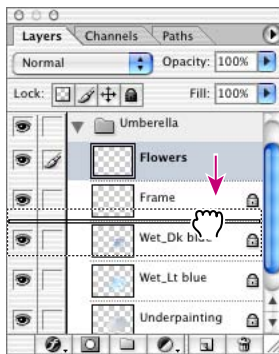 Layers Channels Paths
Normal Opacity: 100%
Lock: Fill: 100%
Umberella
Flowers
Frame
Wet_Dk blue
Wet_Lt blue
Underpainting